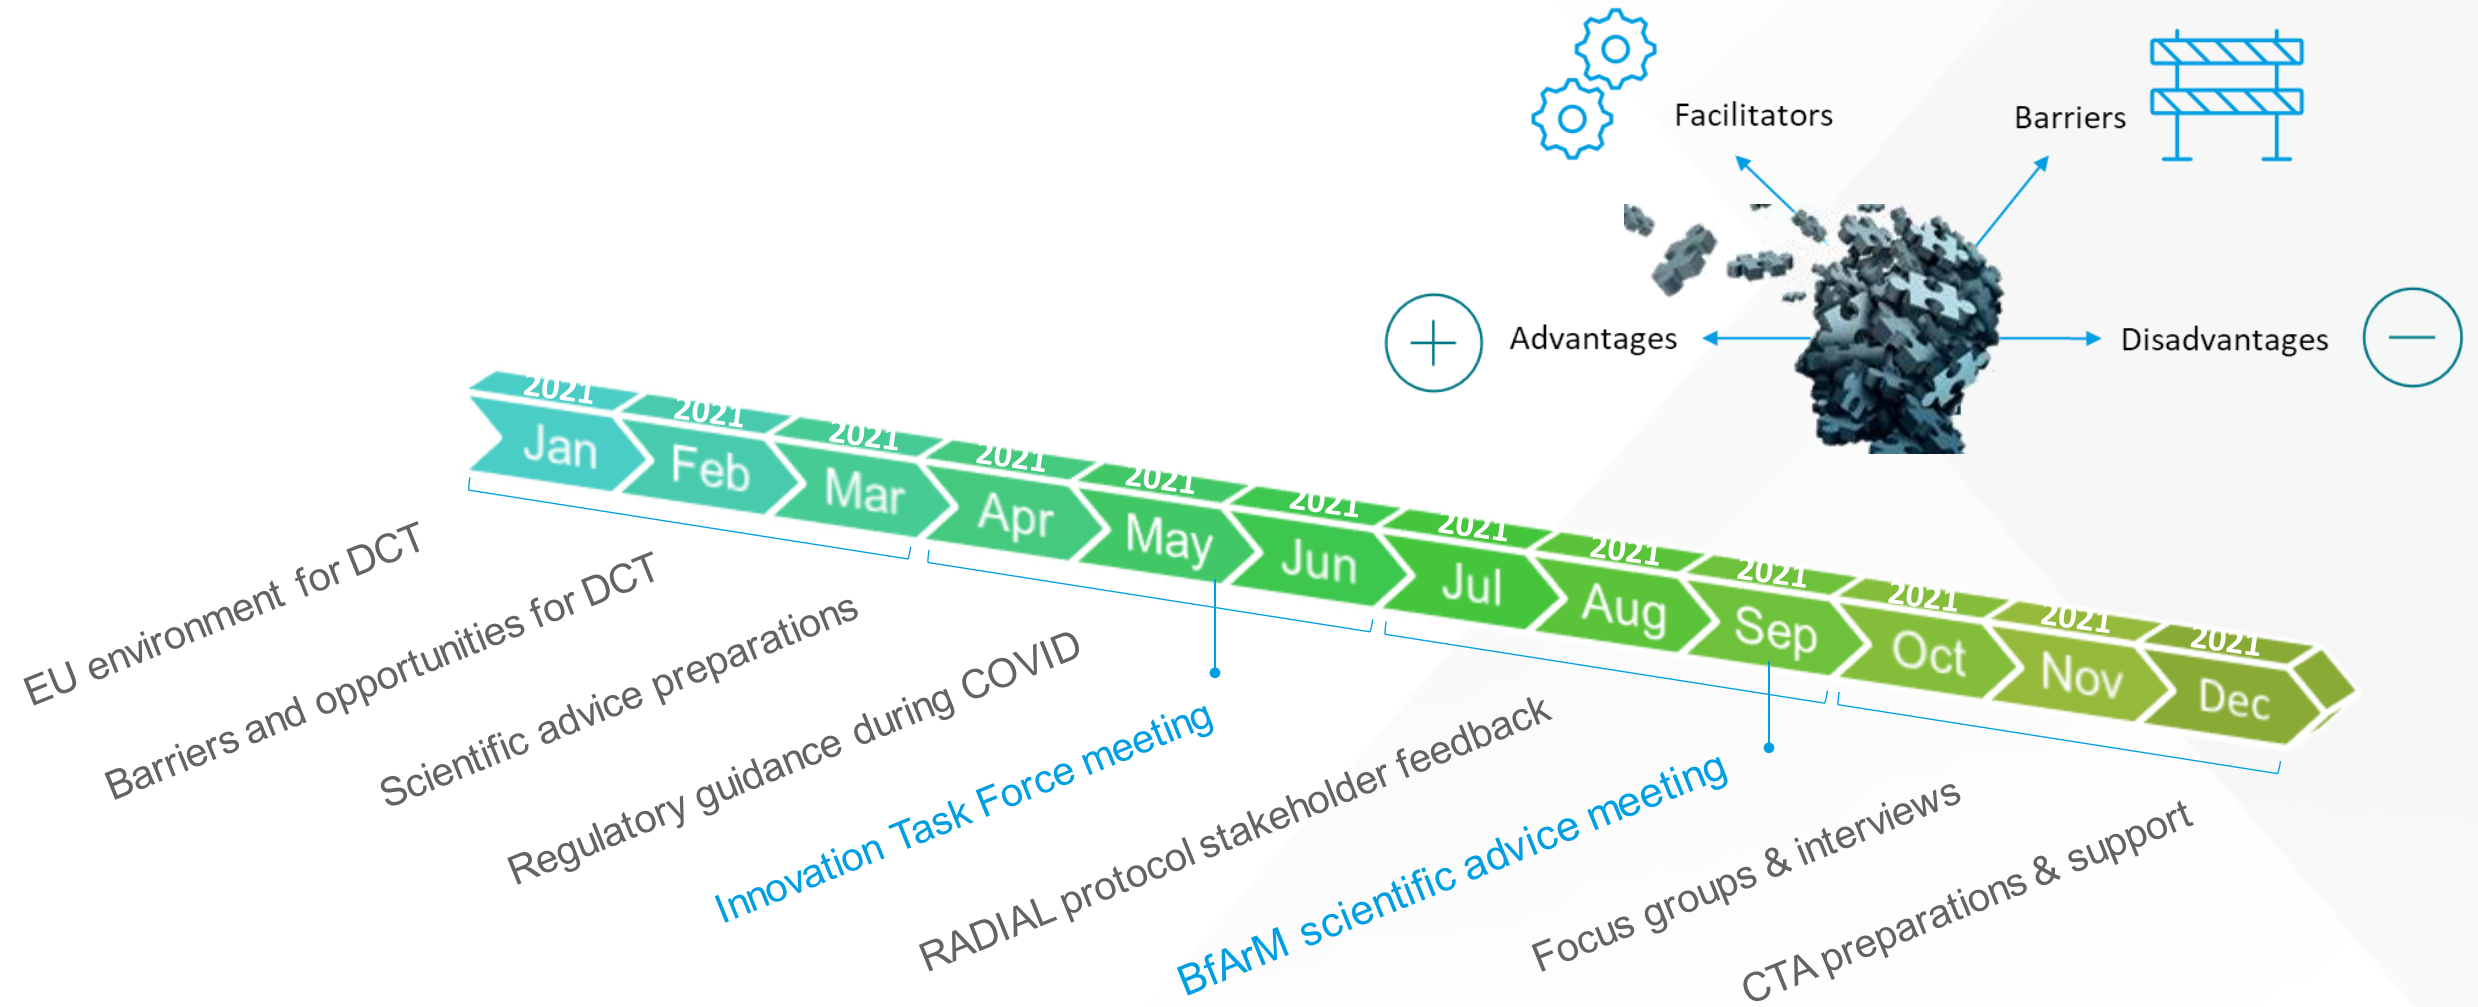 Facilitators
Barriers
Advantages
Disadvantages
2021
2021
2021
2021
2021
2021
2021
2021
2021
2021
2021
2021
Jan
Feb
Mar
Apr
May
Jun
Jul
Aug
Sep
Oct
Nov
Dec
EU environment for DCT
Barriers and opportunities for DCT
Scientific advice preparations
Regulatory guidance during COVID
Innovation Task Force meeting
RADIAL protocol stakeholder feedback
BfArM scientific advice meeting
Focus groups & interviews
CTA preparations & support